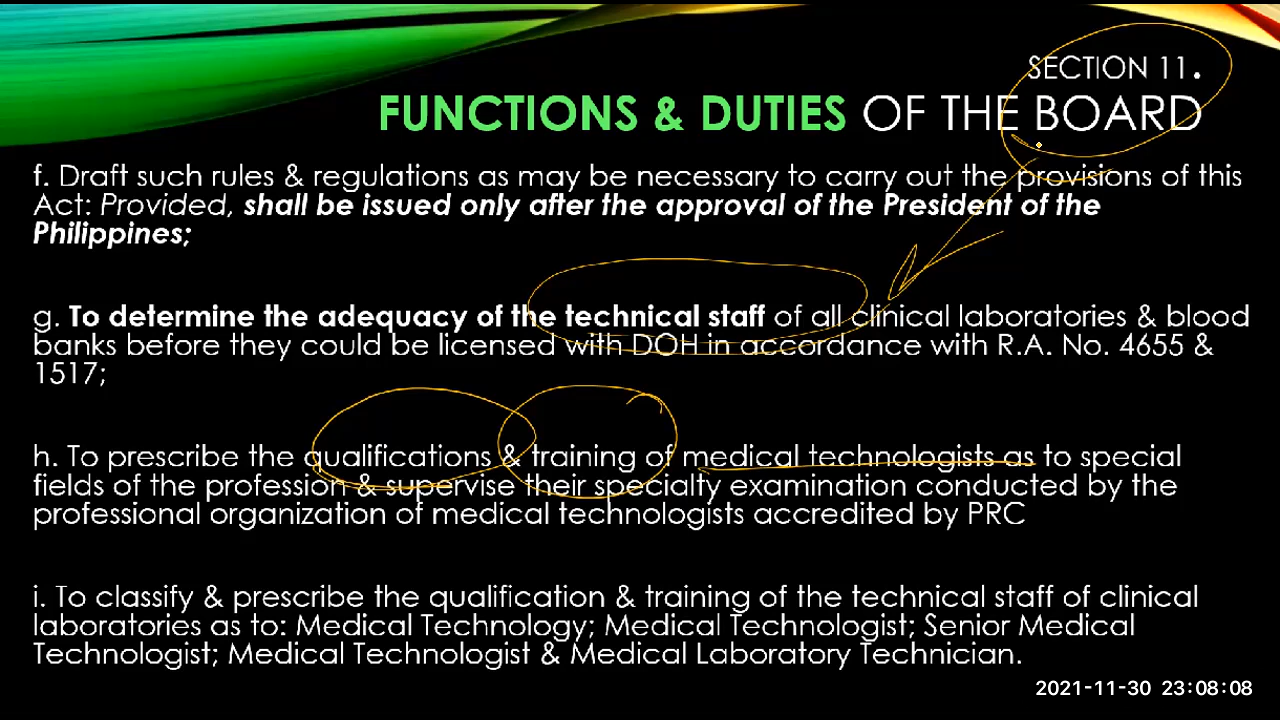 SECTION 11.
FUNCTIONS & DUTIES OF THE BOARD
f. Draft such rules & regulations as may be necessary to carry out the provisions of this
Act: Provided, shall be issued only after the approval of the President of the
Philippines;
g. To determine the adequacy of the technical staff of all clinical laboratories & blood
banks before they could be licensed with DOH in accordance with R.A. No. 4655 &
1517;
h. To prescribe the qualifications & training of medical technologists as to special
fields of the profession & supervise their specialty examination conducted by the
professional organization of medical technologists accredited by PRC
i. To classify & prescribe the qualification & training of the technical staff of clinical
laboratories as to: Medical Technology; Medical Technologist; Senior Medical
Technologist; Medical Technologist & Medical Laboratory Technician.
2021-11-30 23:08:08